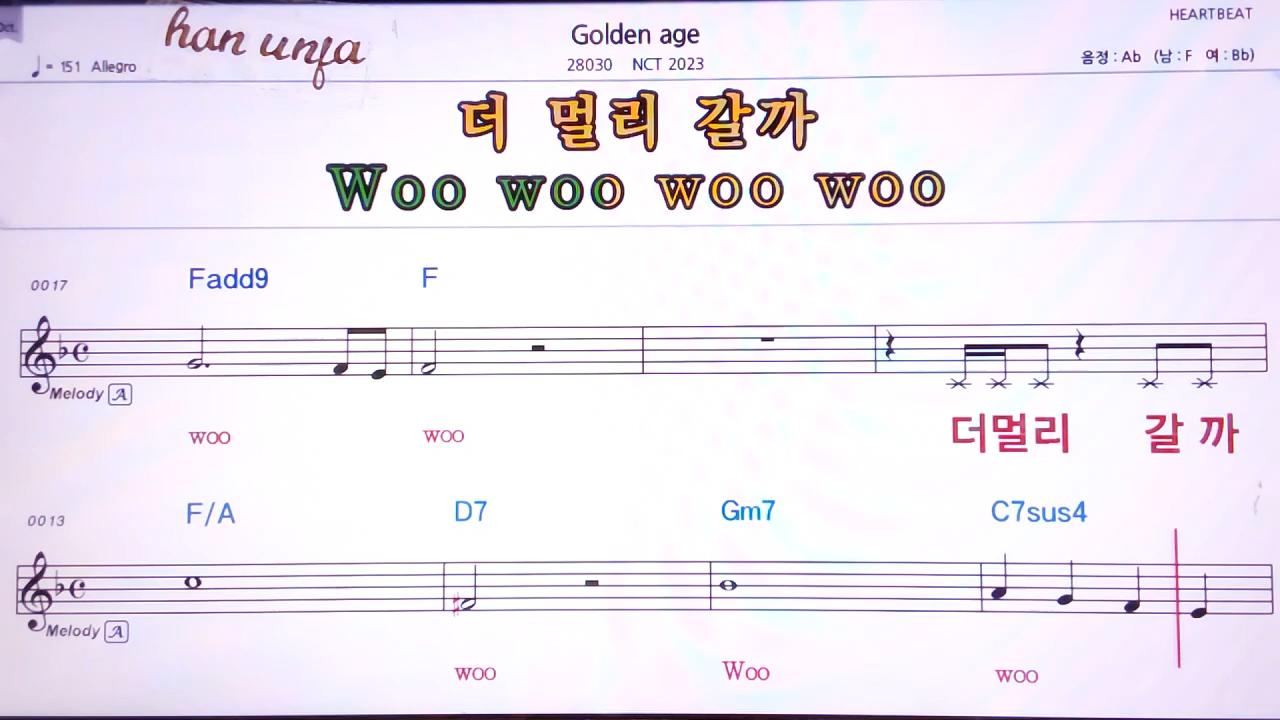 Oct.
han unfa
Golden age
HEARTBEAT
= 151 Allegro
28030 NCT 2023
음정 : Ab (남 : F 여 : Bb)
더 멀리 갈까
Woo woo woo woo
0017 Fadd9 F
Melody A
woo woo 더멀리 갈 까
0013 F/A D7 Gm7 C7sus4
Melody A
woo Woo woo